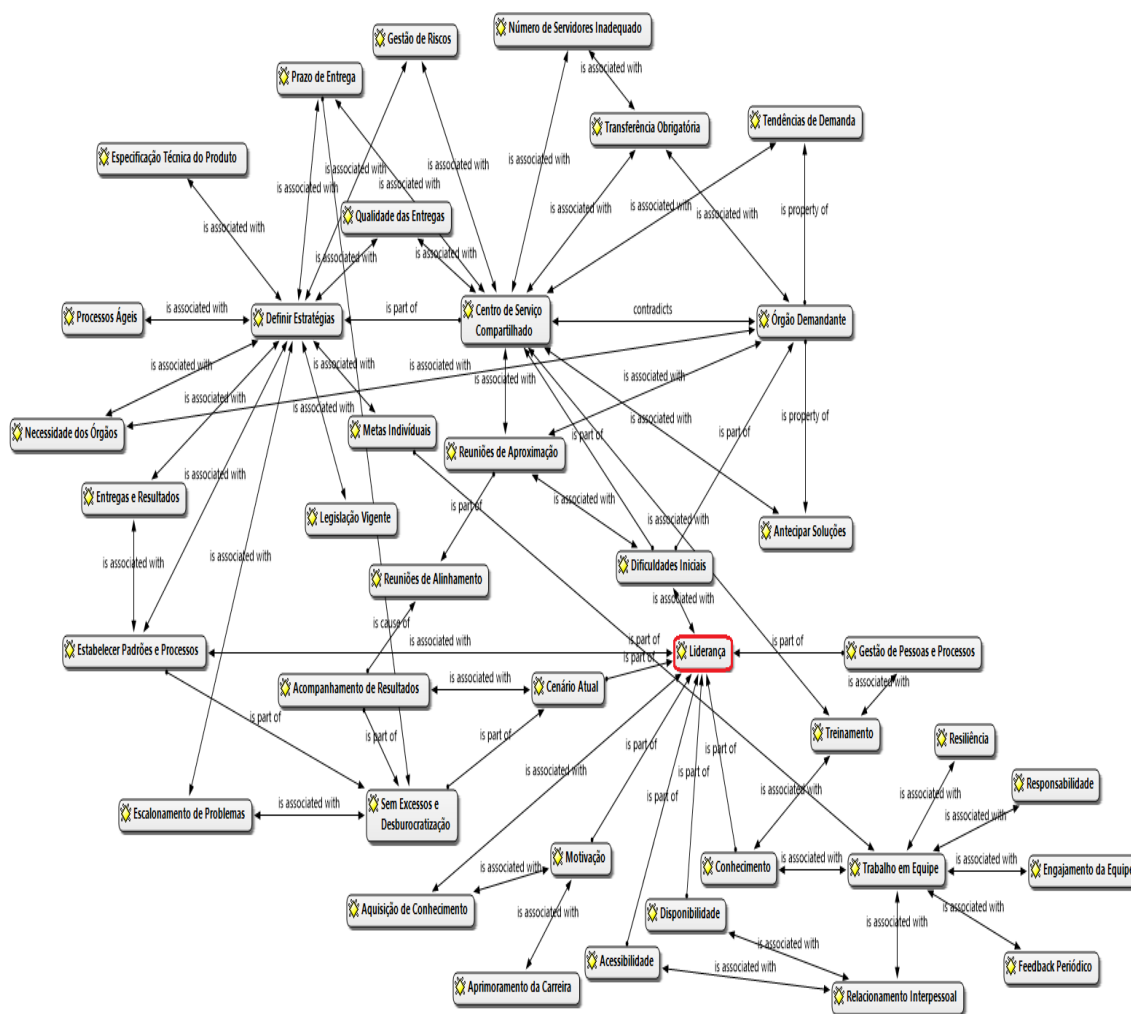 Número de Servidores Inadequado
Gestão de Riscos
is associated with
Prazo de Entrega
Transferência Obrigatória
Tendências de Demanda
Especificação Técnica do Produto
is associated with
is associated with
is associated with
is associated with
is associated with
is associated with
is associated with
is associated with
is property of
Qualidade das Entregas
is associated with
is associated with
is associated with
is associated with
Processos Ágeis
is associated with
Definir Estratégias
is part of
Centro de Serviço
Compartilhado
contradicts
Órgão Demandante
is associated with
is associated with
is associated with
is associated with
is associated with
is associated with
is associated with
is associated with
is property of
Necessidade dos Órgãos
Metas Indivíduais
is part of
is part of
Reuniões de Aproximação
is associated with
Entregas e Resultados
is part of
is associated with
Legislação Vigente
is associated with
Antecipar Soluções
is associated with
is associated with
Reuniões de Alinhamento
Dificuldades Iniciais
is associated with
is cause of
Estabelecer Padrões e Processos
is associated with
is part of
Liderança
is part of
Gestão de Pessoas e Processos
is part of
is associated with
Acompanhamento de Resultados
is associated with
Cenário Atual
is part of
is part of
is part of
Treinamento
Resiliência
is part of
is associated with
is part of
is part of
is associated with
Responsabilidade
Escalonamento de Problemas
is associated with
Sem Excessos e
Desburocratização
is part of
is associated with
is associated with
Motivação
Conhecimento
is associated with
Trabalho em Equipe
is associated with
Engajamento da Equipe
is associated with
Aquisição de Conhecimento
is associated with
Disponibilidade
is associated with
is associated with
is associated with
Acessibilidade
is associated with
Feedback Periódico
Aprimoramento da Carreira
Relacionamento Interpessoal